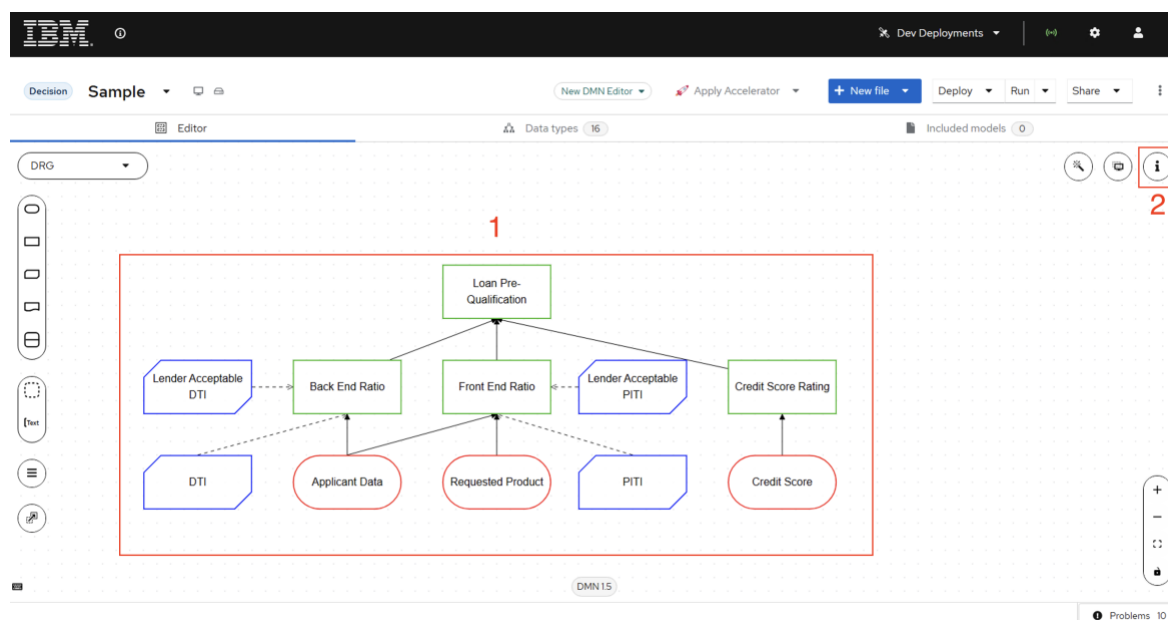 IBM.
Dev Deployments
Decision
Sample
New DMN Editor
Apply Accelerator
New file
Deploy
Run
Share
Editor
Data types 16
Included models 0
DRG
2
1
Loan Pre-
Qualification
Lender Acceptable
DTI
Back End Ratio
Front End Ratio
Lender Acceptable
PITI
Credit Score Rating
Text
DTI
Applicant Data
Requested Product
PITI
Credit Score
DMN 1.5
Problems 10